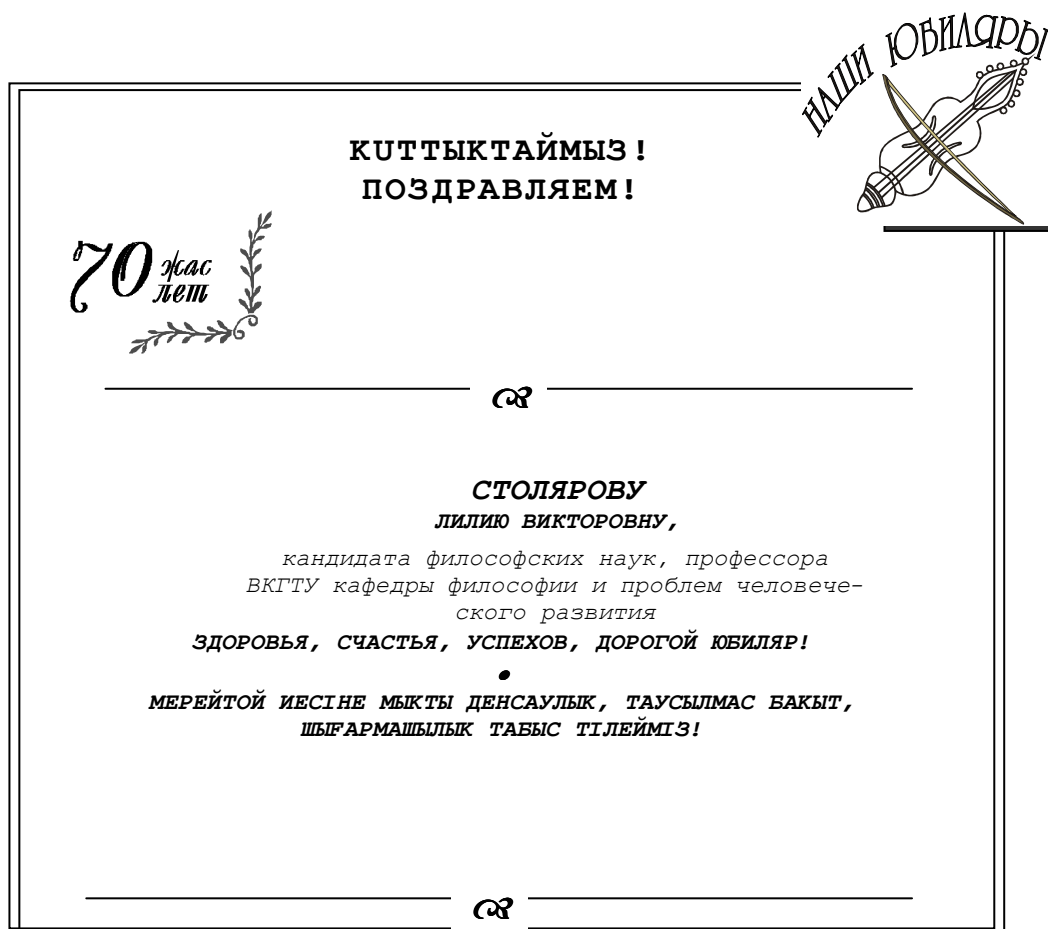 НАШИ ЮБИЛЯРЫ
КUТТЫКТАЙМЫЗ!
ПОЗДРАВЛЯЕМ!
70 жас
лет
СТОЛЯРОВУ
ЛИЛИЮ ВИКТОРОВНУ,
кандидата философских наук, профессора
ВКГТУ кафедры философии и проблем человече-
ского развития
ЗДОРОВЬЯ, СЧАСТЬЯ, УСПЕХОВ, ДОРОГОЙ ЮБИЛЯР!
•
МЕРЕЙТОЙ ИЕСІНЕ МЫКТЫ ДЕНСАУЛЫК, ТАУСЫЛМАС БАКЫТ,
ШЫҒАРМАШЫЛЫК ТАБЫС ТІЛЕЙМІЗ!